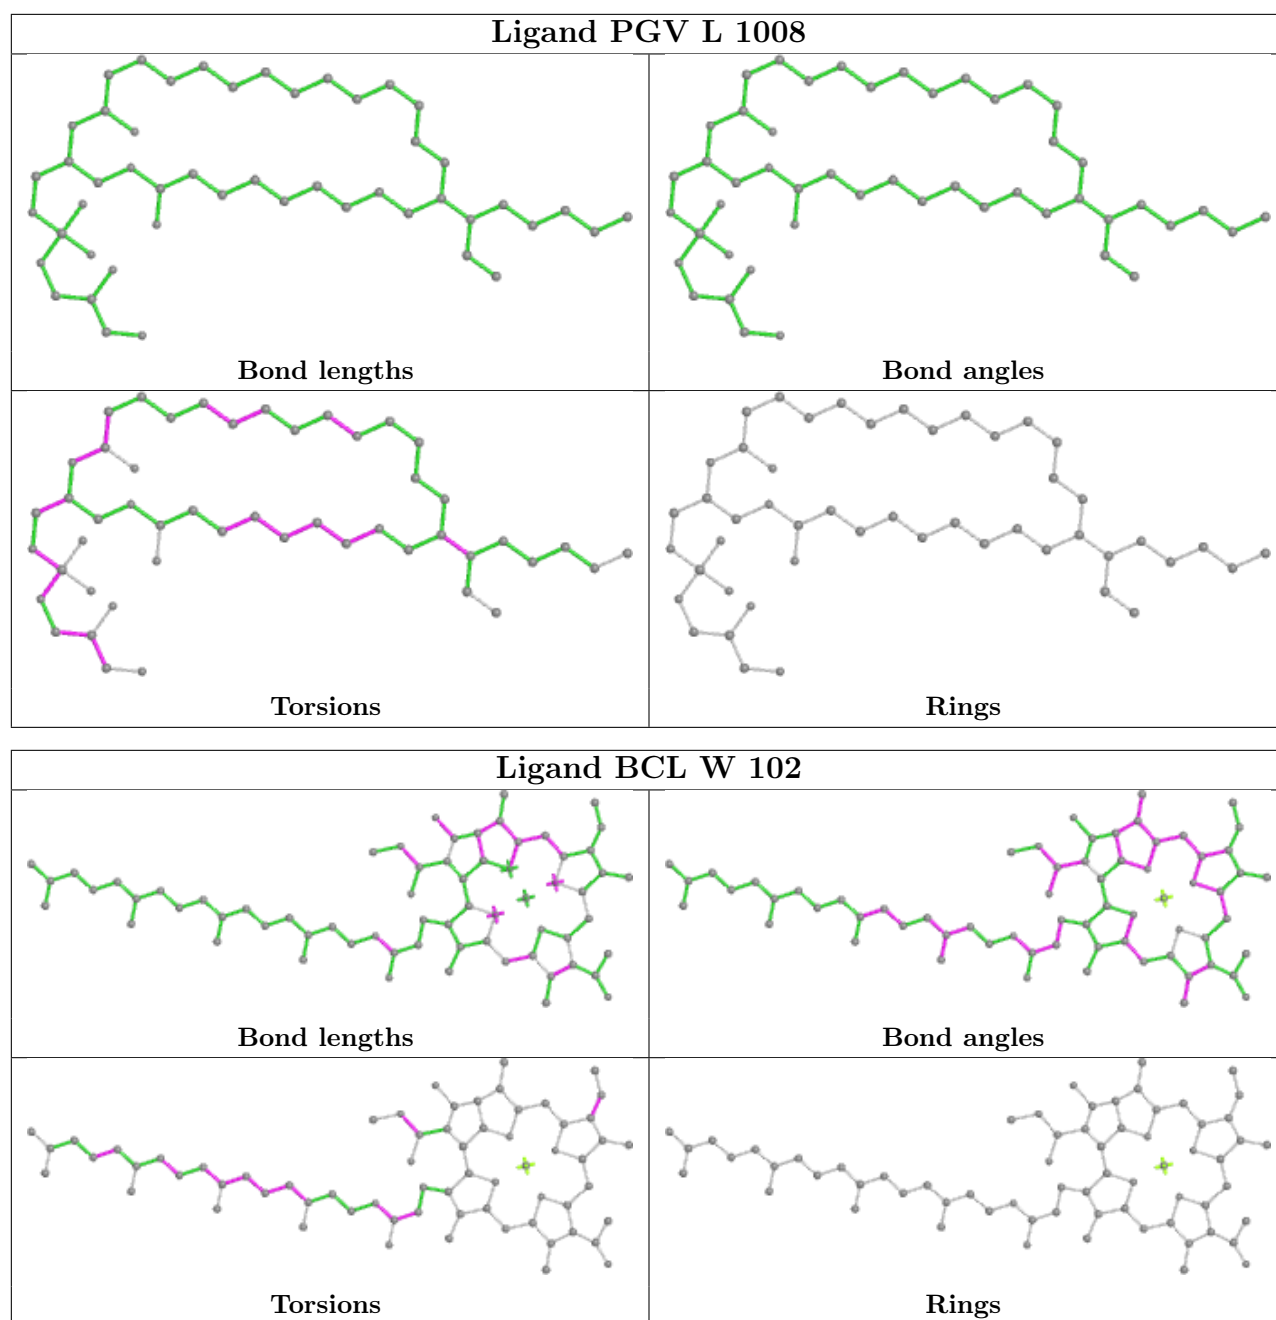 Ligand PGV L 1008
Bond lengths
Bond angles
Torsions
Rings
Ligand BCL W 102
Bond lengths
Bond angles
Torsions
Rings